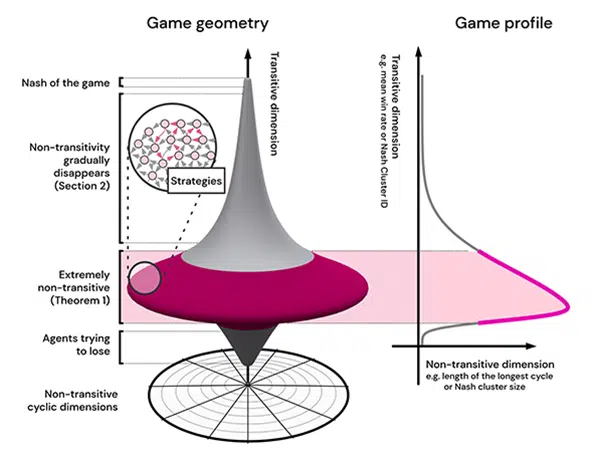 Game geometry
Game profile
Nash of the game
Non-transitivity
gradually
disappears
(Section 2)
Strategies
Extremely
non-transitive
(Theorem 1)
Agents trying
to lose
Non-transitive
cyclic dimensions
Transitive dimension
Transitive dimension
e.g. mean win rate or Nash Cluster ID
Non-transitive dimension
e.g. length of the longest cycle
or Nash cluster size